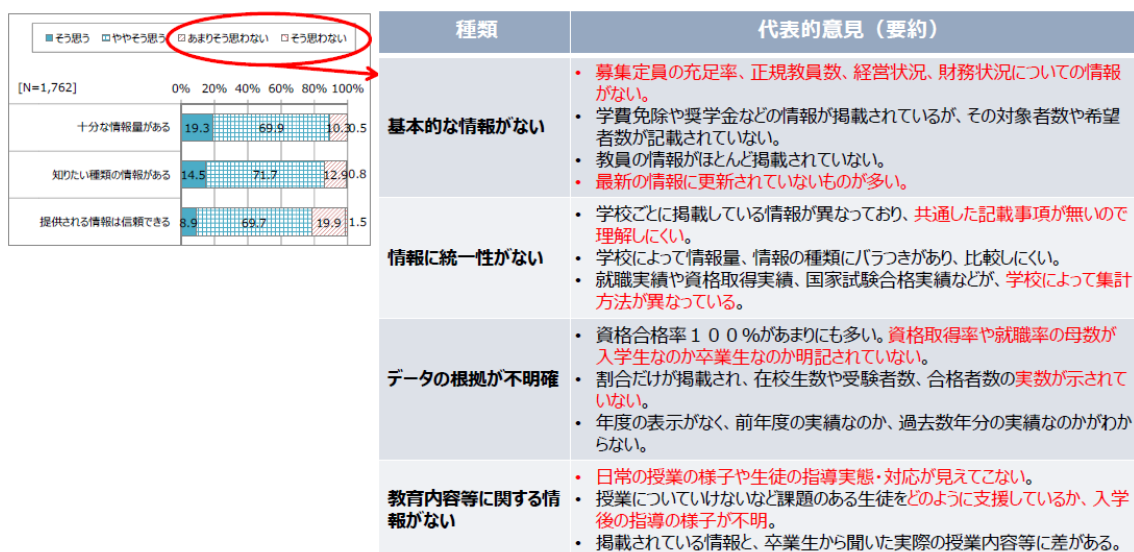 そう思う ややそう思う あまりそう思わない そう思わない
[N=1,762]
0% 20% 40% 60% 80% 100%
十分な情報量がある 19.3 69.9 10.3 0.5
知りたい種類の情報がある 14.5 71.7 12.9 0.8
提供される情報は信頼できる 8.9 69.7 19.9 1.5
種類 代表的意見（要約）
基本的な情報がない
• 募集定員の充足率、正規教員数、経営状況、財務状況についての情報
がない。
• 学費免除や奨学金などの情報が掲載されているが、その対象者数や希望
者数が記載されていない。
• 教員の情報がほとんど掲載されていない。
• 最新の情報に更新されていないものが多い。
情報に統一性がない
• 学校ごとに掲載している情報が異なっており、共通した記載事項が無いので
理解しにくい。
• 学校によって情報量、情報の種類にバラつきがあり、比較しにくい。
• 就職実績や資格取得実績、国家試験合格実績などが、学校によって集計
方法が異なっている。
データの根拠が不明確
• 資格合格率１００％があまりにも多い。資格取得率や就職率の母数が
入学生なのか卒業生なのか明記されていない。
• 割合だけが掲載され、在校生数や受験者数、合格者数の実数が示されて
いない。
• 年度の表示がなく、前年度の実績なのか、過去数年分の実績なのかがわか
らない。
教育内容等に関する情
報がない
• 日常の授業の様子や生徒の指導実態・対応が見えてこない。
• 授業についていけないなど課題のある生徒をどのように支援しているか、入学
後の指導の様子が不明。
• 掲載されている情報と、卒業生から聞いた実際の授業内容等に差がある。